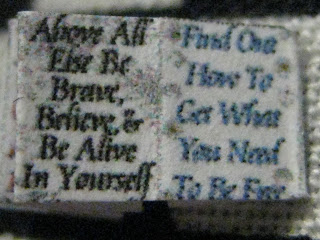 Above All
Else Be
Brave,
Believe, &
Be Alive
In Yourself
Find Out
How To
Get What
You Need
To Be